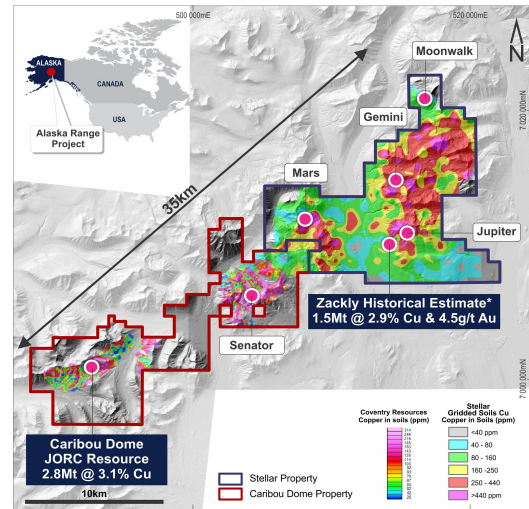 500 000mE
520 000mE
N
7 020 000mN
7 000 000mN
ALASKA
CANADA
USA
Alaska Range
Project
35km
Moonwalk
Gemini
Mars
Jupiter
Zackly Historical Estimate*
1.5Mt @ 2.9% Cu & 4.5g/t Au
Senator
Caribou Dome
JORC Resource
2.8Mt @ 3.1% Cu
10km
Stellar Property
Caribou Dome Property
Coventry Resources
Copper in soils (ppm)
Stellar
Gridded Soils Cu
Copper in Soils (ppm)
<40 ppm
40 - 80
80 - 160
160 -250
250 - 440
>440 ppm